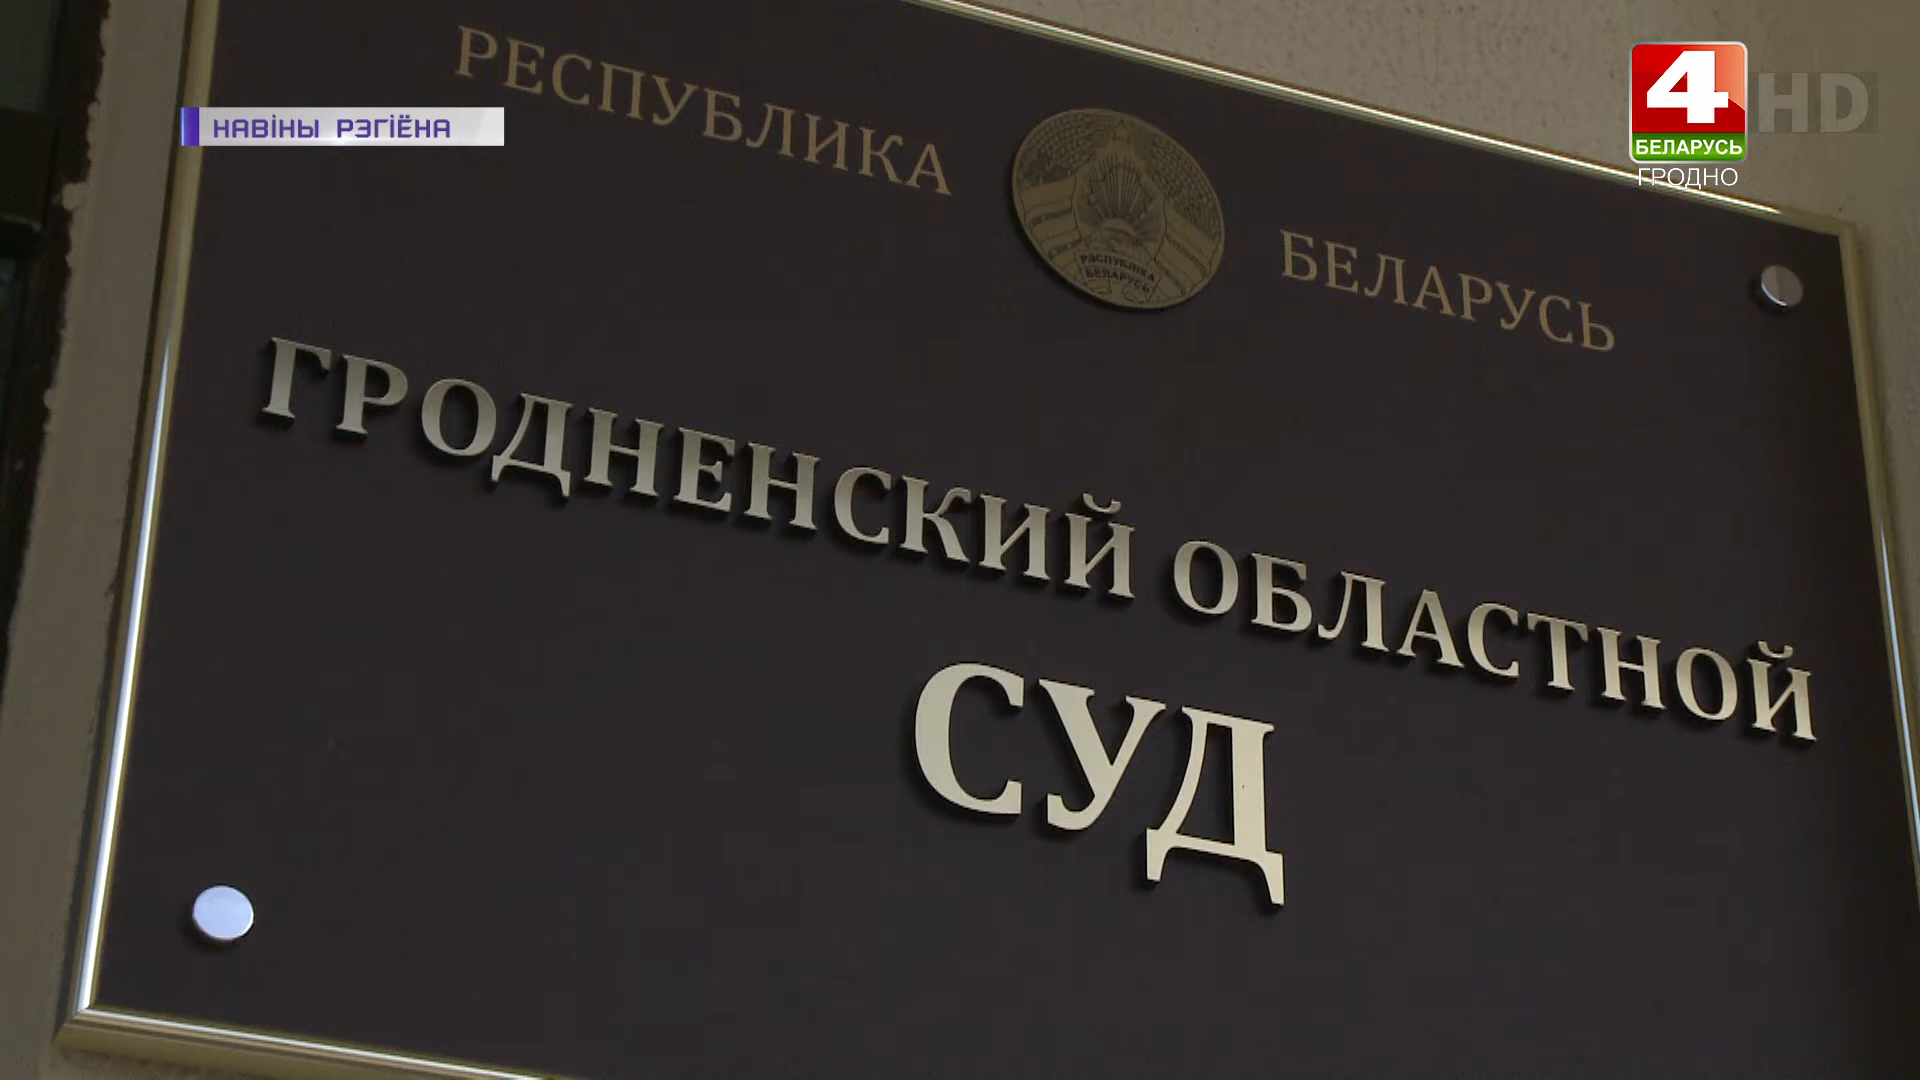 РЕСПУБЛИКА БЕЛАРУСЬ
РЭСПУБЛІКА
БЕЛАРУСЬ
ГРОДНЕНСКИЙ ОБЛАСТНОЙ
СУД
НАВІНЫ РЭГІЁНА
4 HD
БЕЛАРУСЬ
ГРОДНО